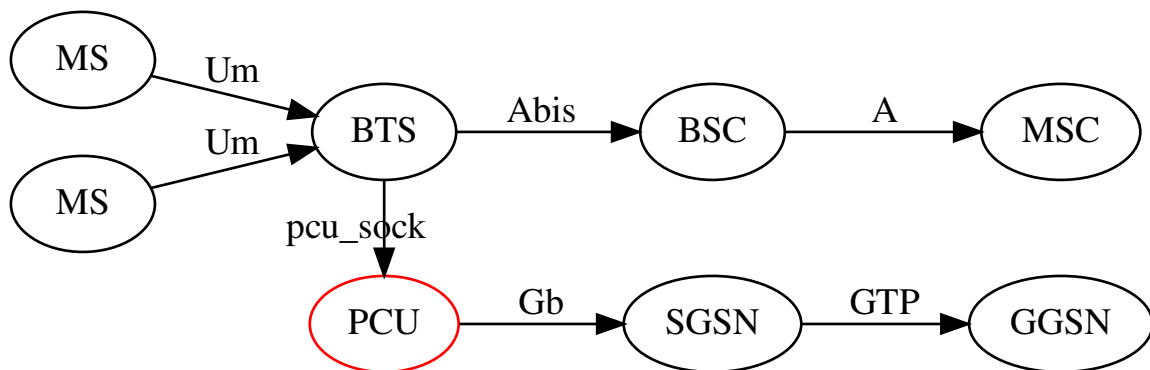 MS
Um
BTS
Abis
BSC
A
MSC
Um
MS
pcu_sock
PCU
Gb
SGSN
GTP
GGSN